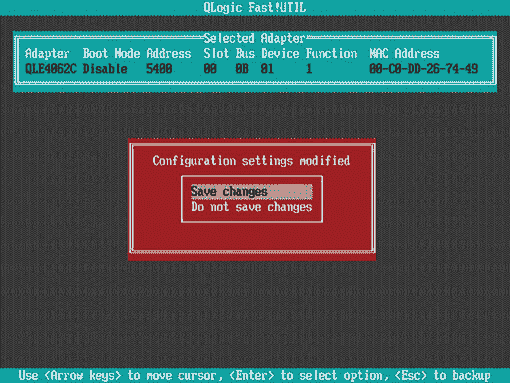 QLogic Fast!UTIL
Selected Adapter
Adapter Boot Mode Address Slot Bus Device Function MAC Address
QLE4062C Disable 5400 00 0B 01 1 00-C0-DD-26-74-49
Configuration settings modified
Save changes
Do not save changes
Use <Arrow keys> to move cursor, <Enter> to select option, <Esc> to backup